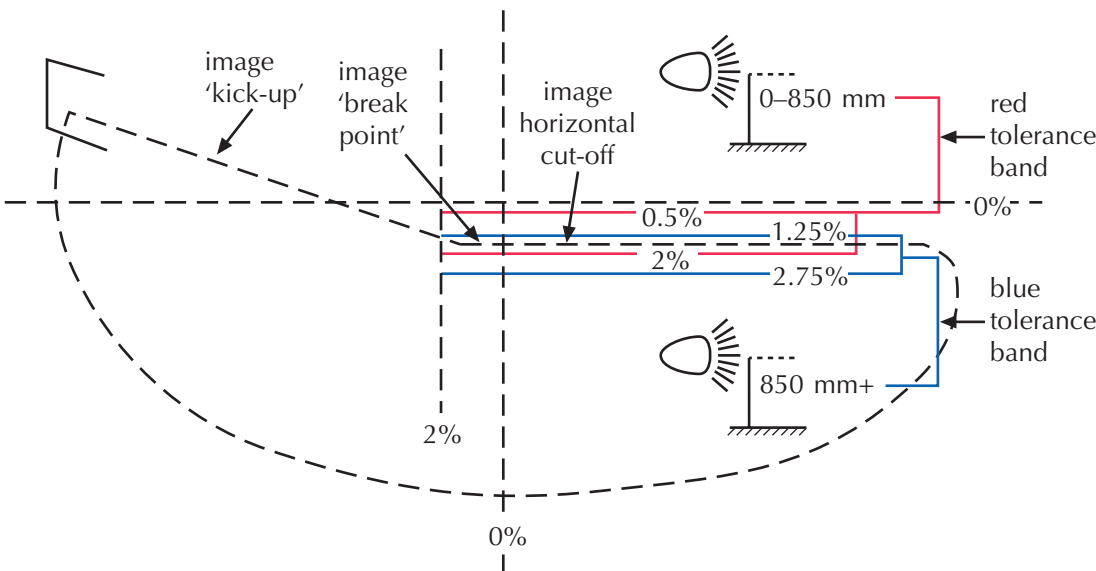 image
‘kick-up’
image
‘break
point’
image
horizontal
cut-off
0–850 mm
red
tolerance
band
0%
0.5%
1.25%
2%
2.75%
blue
tolerance
band
850 mm+
2%
0%